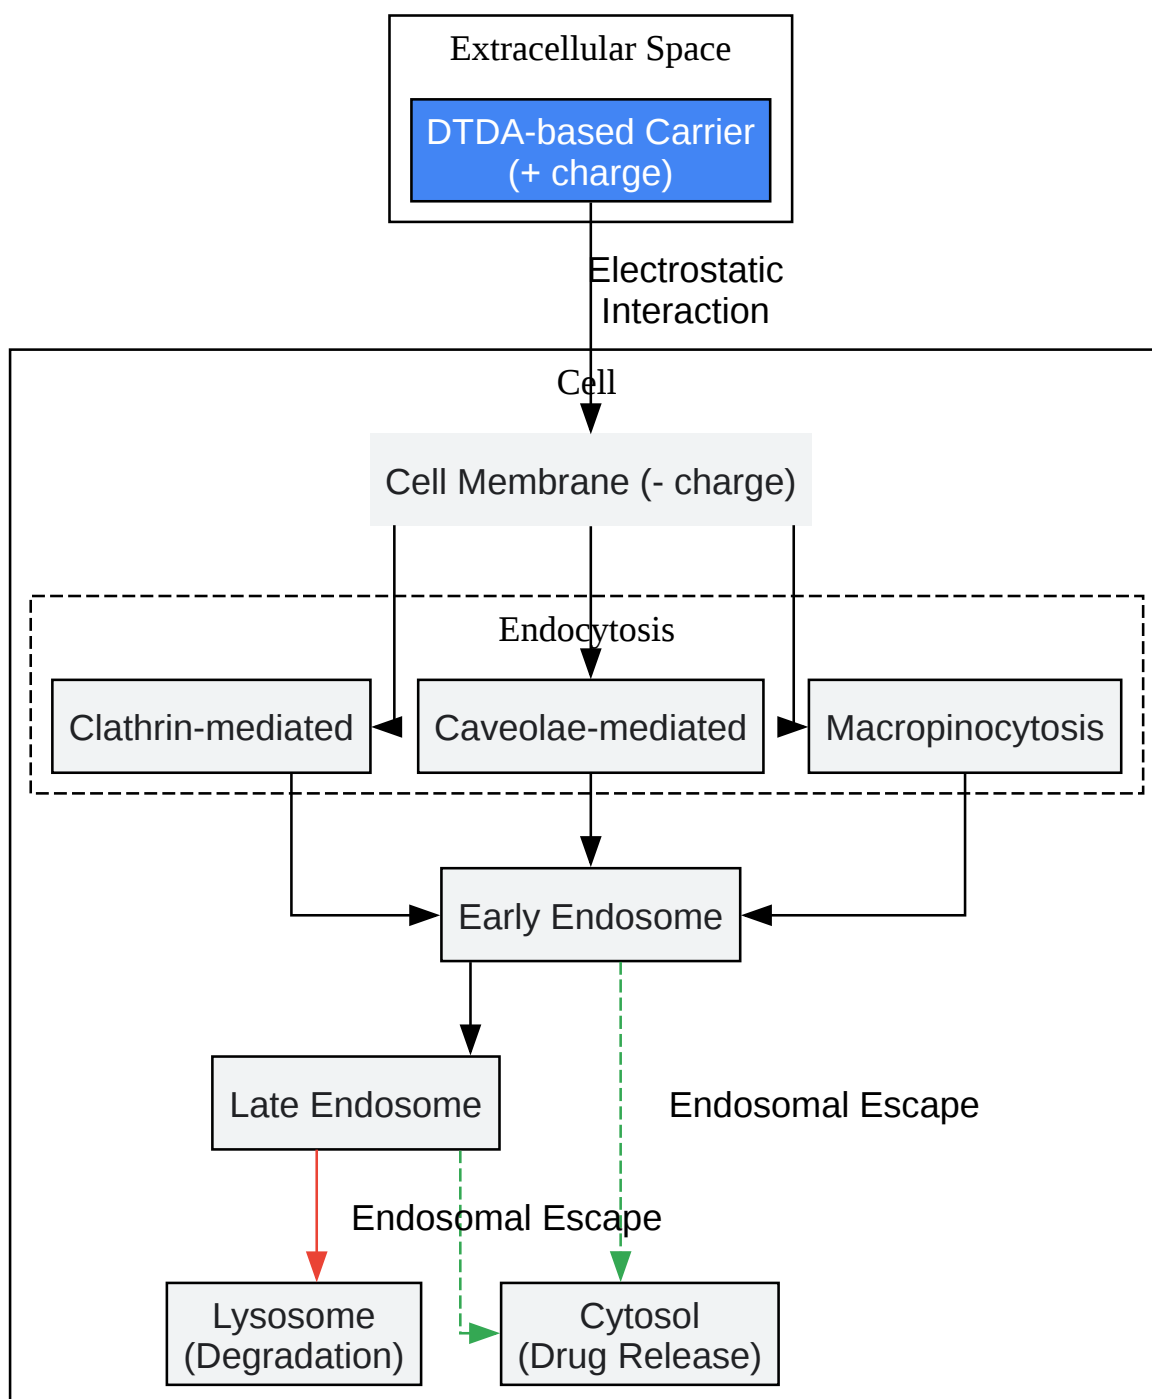 Extracellular Space
DTDA-based Carrier
(+ charge)
Electrostatic
Interaction
Cell
Cell Membrane (- charge)
Endocytosis
Clathrin-mediated
Caveolae-mediated
Macropinocytosis
Early Endosome
Late Endosome
Endosomal Escape
Endosomal Escape
Lysosome
(Degradation)
Cytosol
(Drug Release)